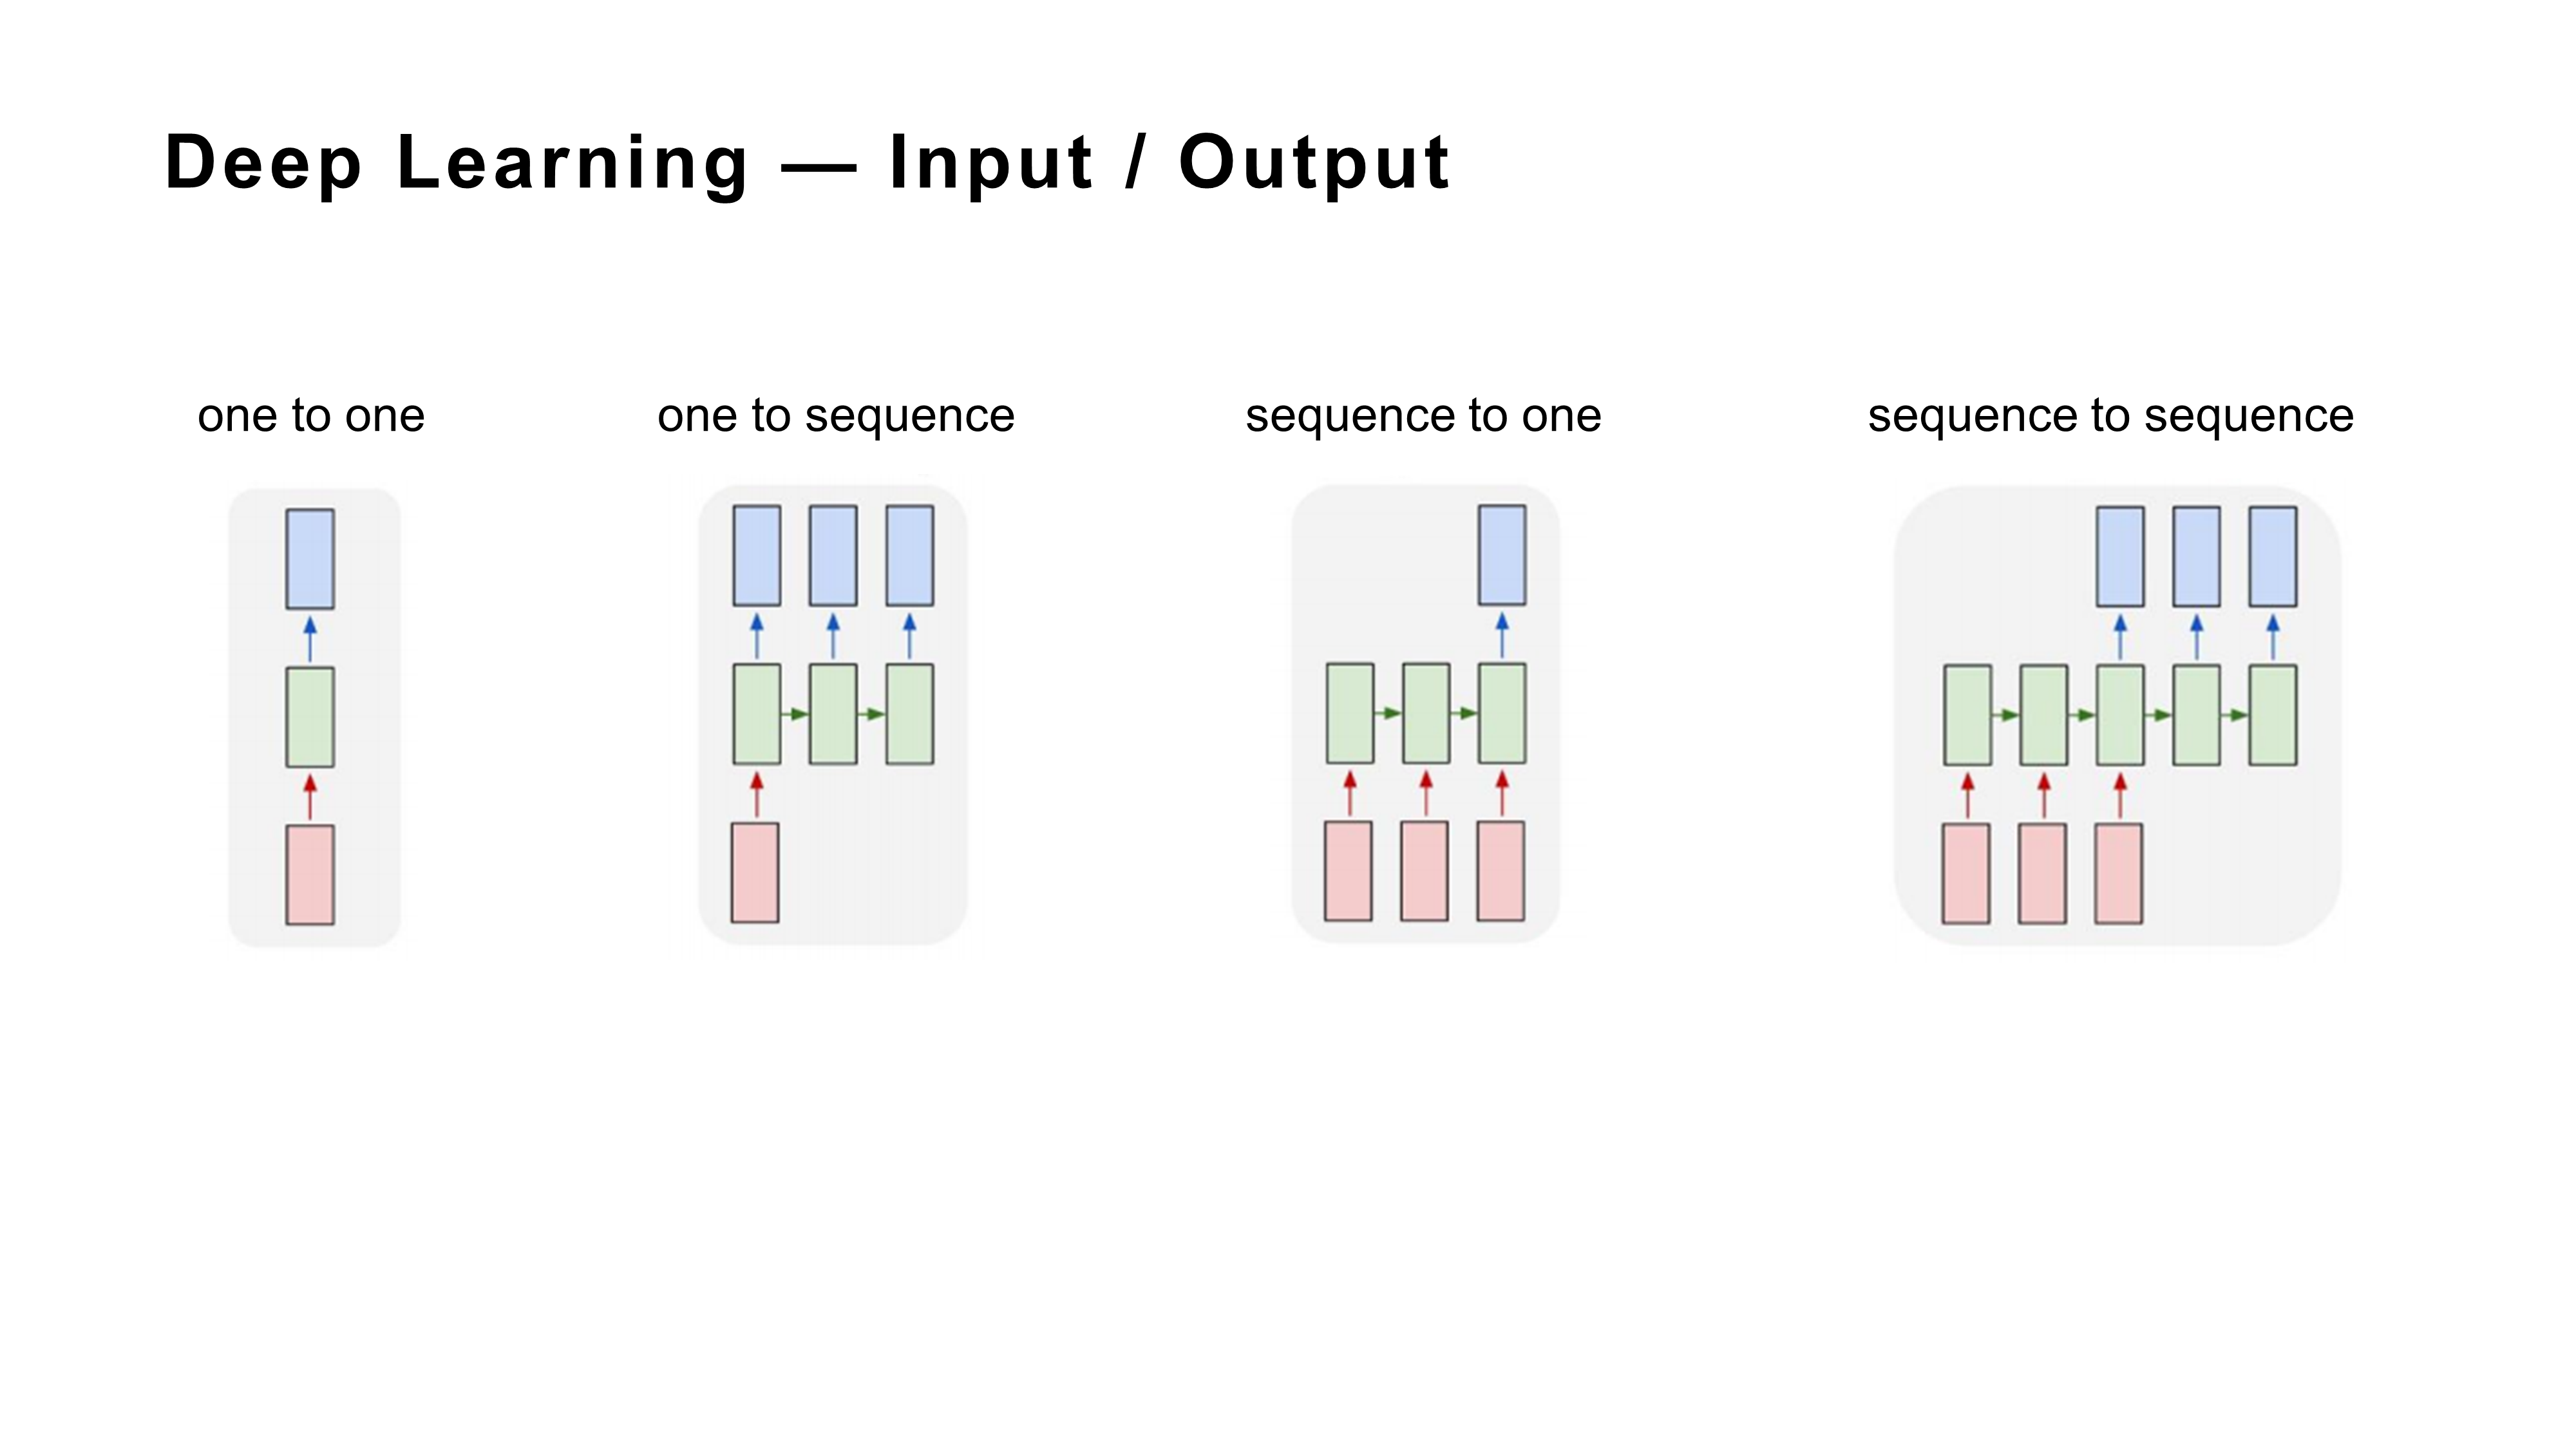 Deep Learning — Input / Output
one to one
one to sequence
sequence to one
sequence to sequence